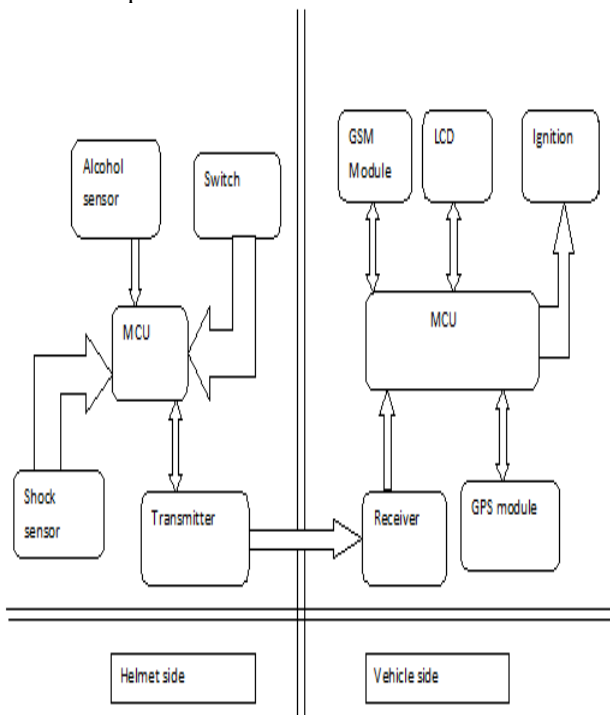 GSM
Module
LCD
Ignition
Alcohol
sensor
Switch
MCU
MCU
Shock
sensor
Transmitter
Receiver
GPS module
Helmet side
Vehicle side